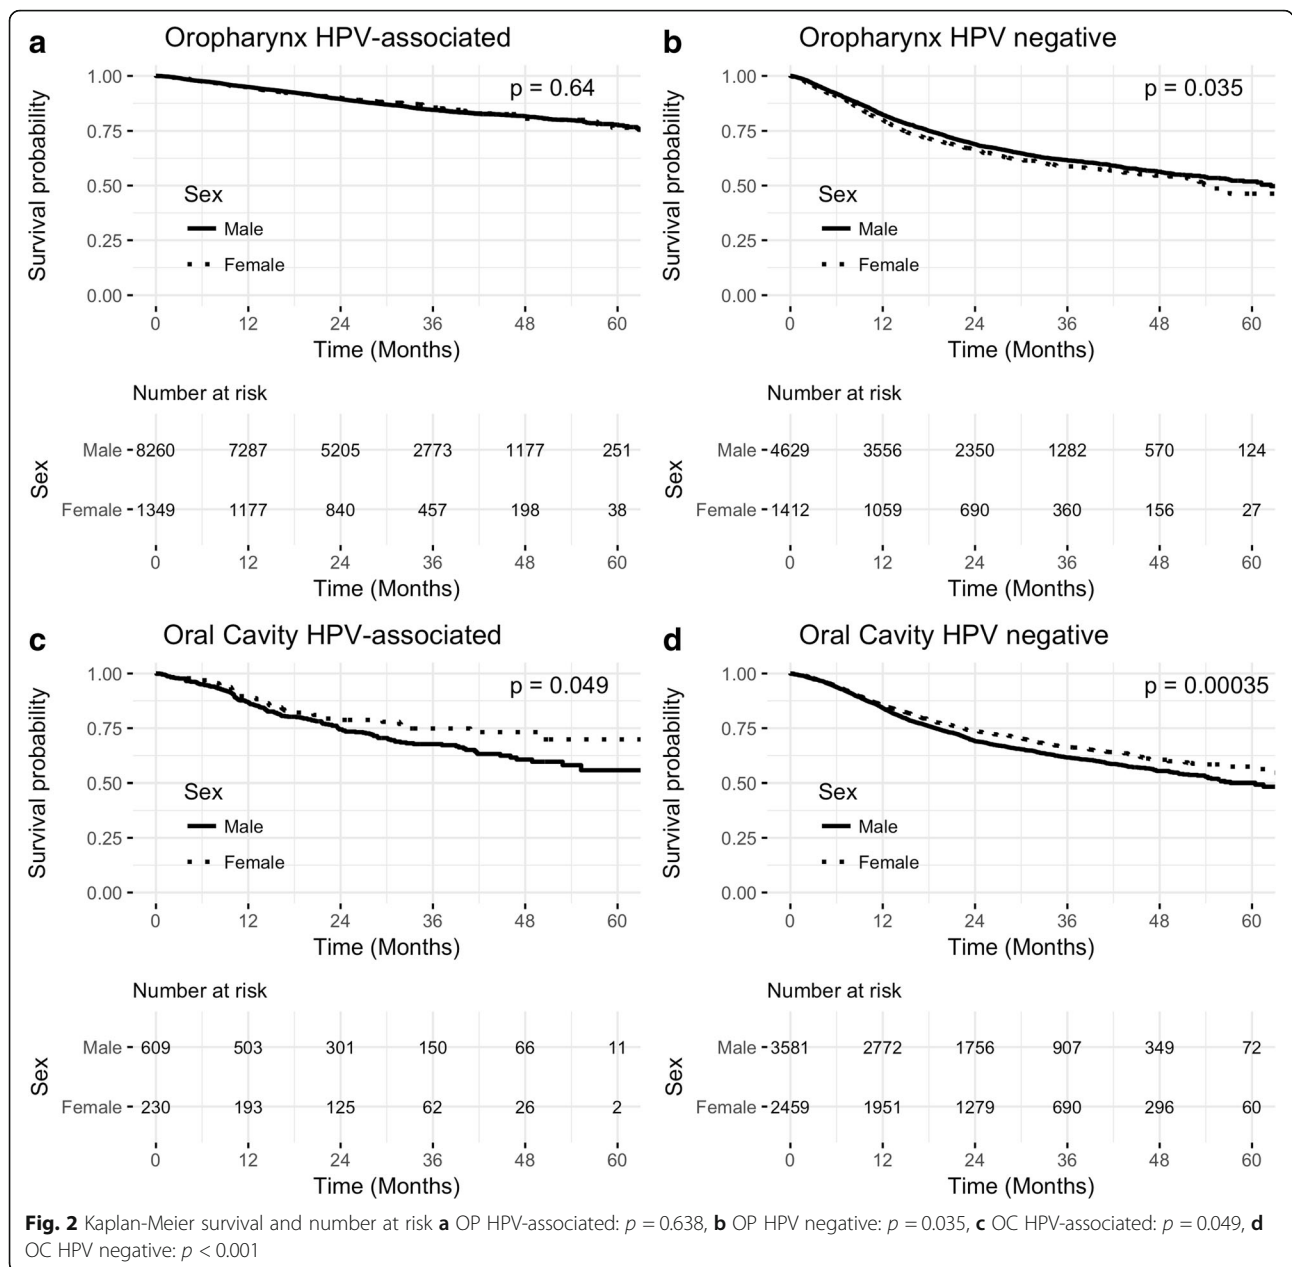 a Oropharynx HPV-associated
1.00
0.75
0.50
0.25
0.00
Survival probability
p = 0.64
Sex
Male
Female
0 12 24 36 48 60
Time (Months)
Number at risk
Sex
Male 8260 7287 5205 2773 1177 251
Female 1349 1177 840 457 198 38
0 12 24 36 48 60
Time (Months)
b Oropharynx HPV negative
1.00
0.75
0.50
0.25
0.00
Survival probability
p = 0.035
Sex
Male
Female
0 12 24 36 48 60
Time (Months)
Number at risk
Sex
Male 4629 3556 2350 1282 570 124
Female 1412 1059 690 360 156 27
0 12 24 36 48 60
Time (Months)
c Oral Cavity HPV-associated
1.00
0.75
0.50
0.25
0.00
Survival probability
p = 0.049
Sex
Male
Female
0 12 24 36 48 60
Time (Months)
Number at risk
Sex
Male 609 503 301 150 66 11
Female 230 193 125 62 26 2
0 12 24 36 48 60
Time (Months)
d Oral Cavity HPV negative
1.00
0.75
0.50
0.25
0.00
Survival probability
p = 0.00035
Sex
Male
Female
0 12 24 36 48 60
Time (Months)
Number at risk
Sex
Male 3581 2772 1756 907 349 72
Female 2459 1951 1279 690 296 60
0 12 24 36 48 60
Time (Months)
Fig. 2 Kaplan-Meier survival and number at risk a OP HPV-associated: p = 0.638, b OP HPV negative: p = 0.035, c OC HPV-associated: p = 0.049, d
OC HPV negative: p < 0.001